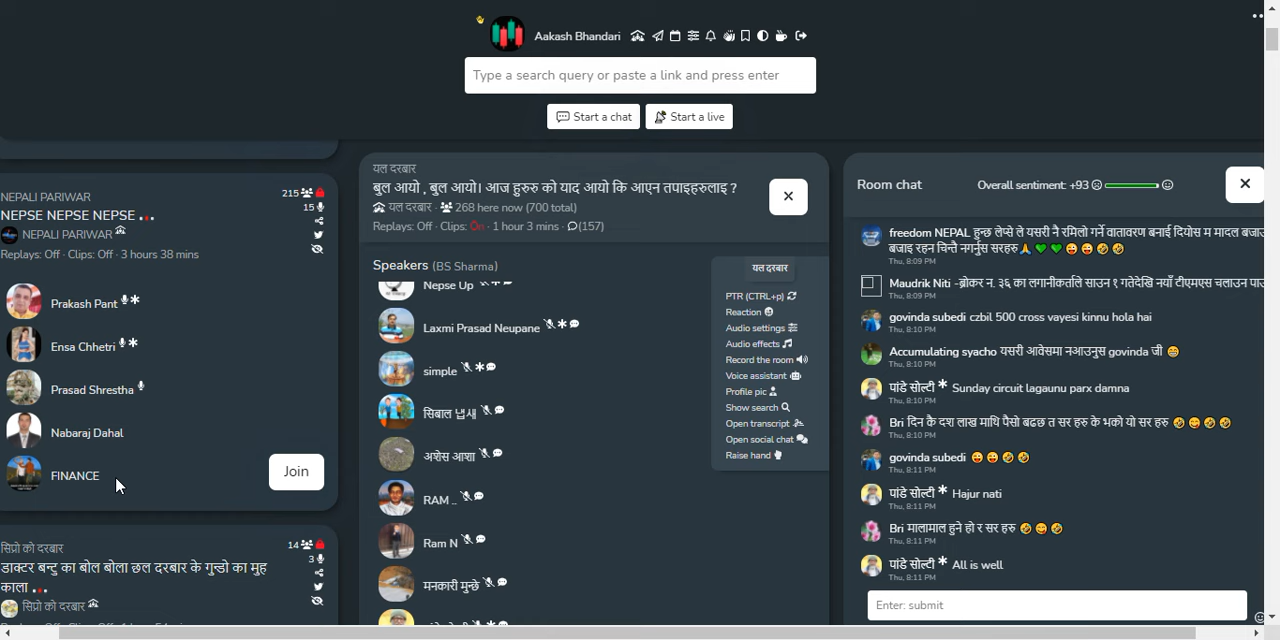 Aakash Bhandari
Type a search query or paste a link and press enter
Start a chat
Start a live
NEPALI PARIWAR
215
NEPSE NEPSE NEPSE ...
15
NEPALI PARIWAR
Replays: Off · Clips: Off · 3 hours 38 mins
Prakash Pant *
Ensa Chhetri *
Prasad Shrestha
Nabaraj Dahal
FINANCE
Join
सिप्रो को दरबार
14
डाक्टर बन्टु का बोल बोला छल दरबार के गुन्डो का मुह
3
काला ...
सिप्रो को दरबार
यल दरबार
बुल आयो , बुल आयो। आज हुरुरु को याद आयो कि आएन तपाइहरुलाइ ?
यल दरबार · 268 here now (700 total)
Replays: Off · Clips: On · 1 hour 3 mins · (157)
Speakers (BS Sharma)
Nepse Up
Laxmi Prasad Neupane *
simple *
सिबाल 냅새
अशेस आशा
RAM ..
Ram N
मनकारी मुन्छे
यल दरबार
PTR (CTRL+p)
Reaction
Audio settings
Audio effects
Record the room
Voice assistant
Profile pic
Show search
Open transcript
Open social chat
Raise hand
Room chat
Overall sentiment: +93
freedom NEPAL हुन्छ लेप्से ले यसरी नै रमिलो गर्ने वातावरण बनाई दियोस म मादल बजाउ
बजाइ रहन चिन्तै नगर्नुस सरहरु
Thu, 8:09 PM
Maudrik Niti -ब्रोकर न. ३६ का लगानीकर्ताले साउन १ गतेदेखि नयाँ टीएमएस चलाउन पाउ
Thu, 8:09 PM
govinda subedi czbil 500 cross vayesi kinnu hola hai
Thu, 8:10 PM
Accumulating syacho यसरी आवेसमा नआउनुस govinda जी
Thu, 8:10 PM
पांडे सोल्टी * Sunday circuit lagaunu parx damna
Thu, 8:10 PM
Bri दिन कै दश लाख माथि पैसो बढछ त सर हरु के भको यो सर हरु
Thu, 8:10 PM
govinda subedi
Thu, 8:11 PM
पांडे सोल्टी * Hajur nati
Thu, 8:11 PM
Bri मालामाल हुने हो र सर हरु
Thu, 8:11 PM
पांडे सोल्टी * All is well
Thu, 8:11 PM
Enter: submit